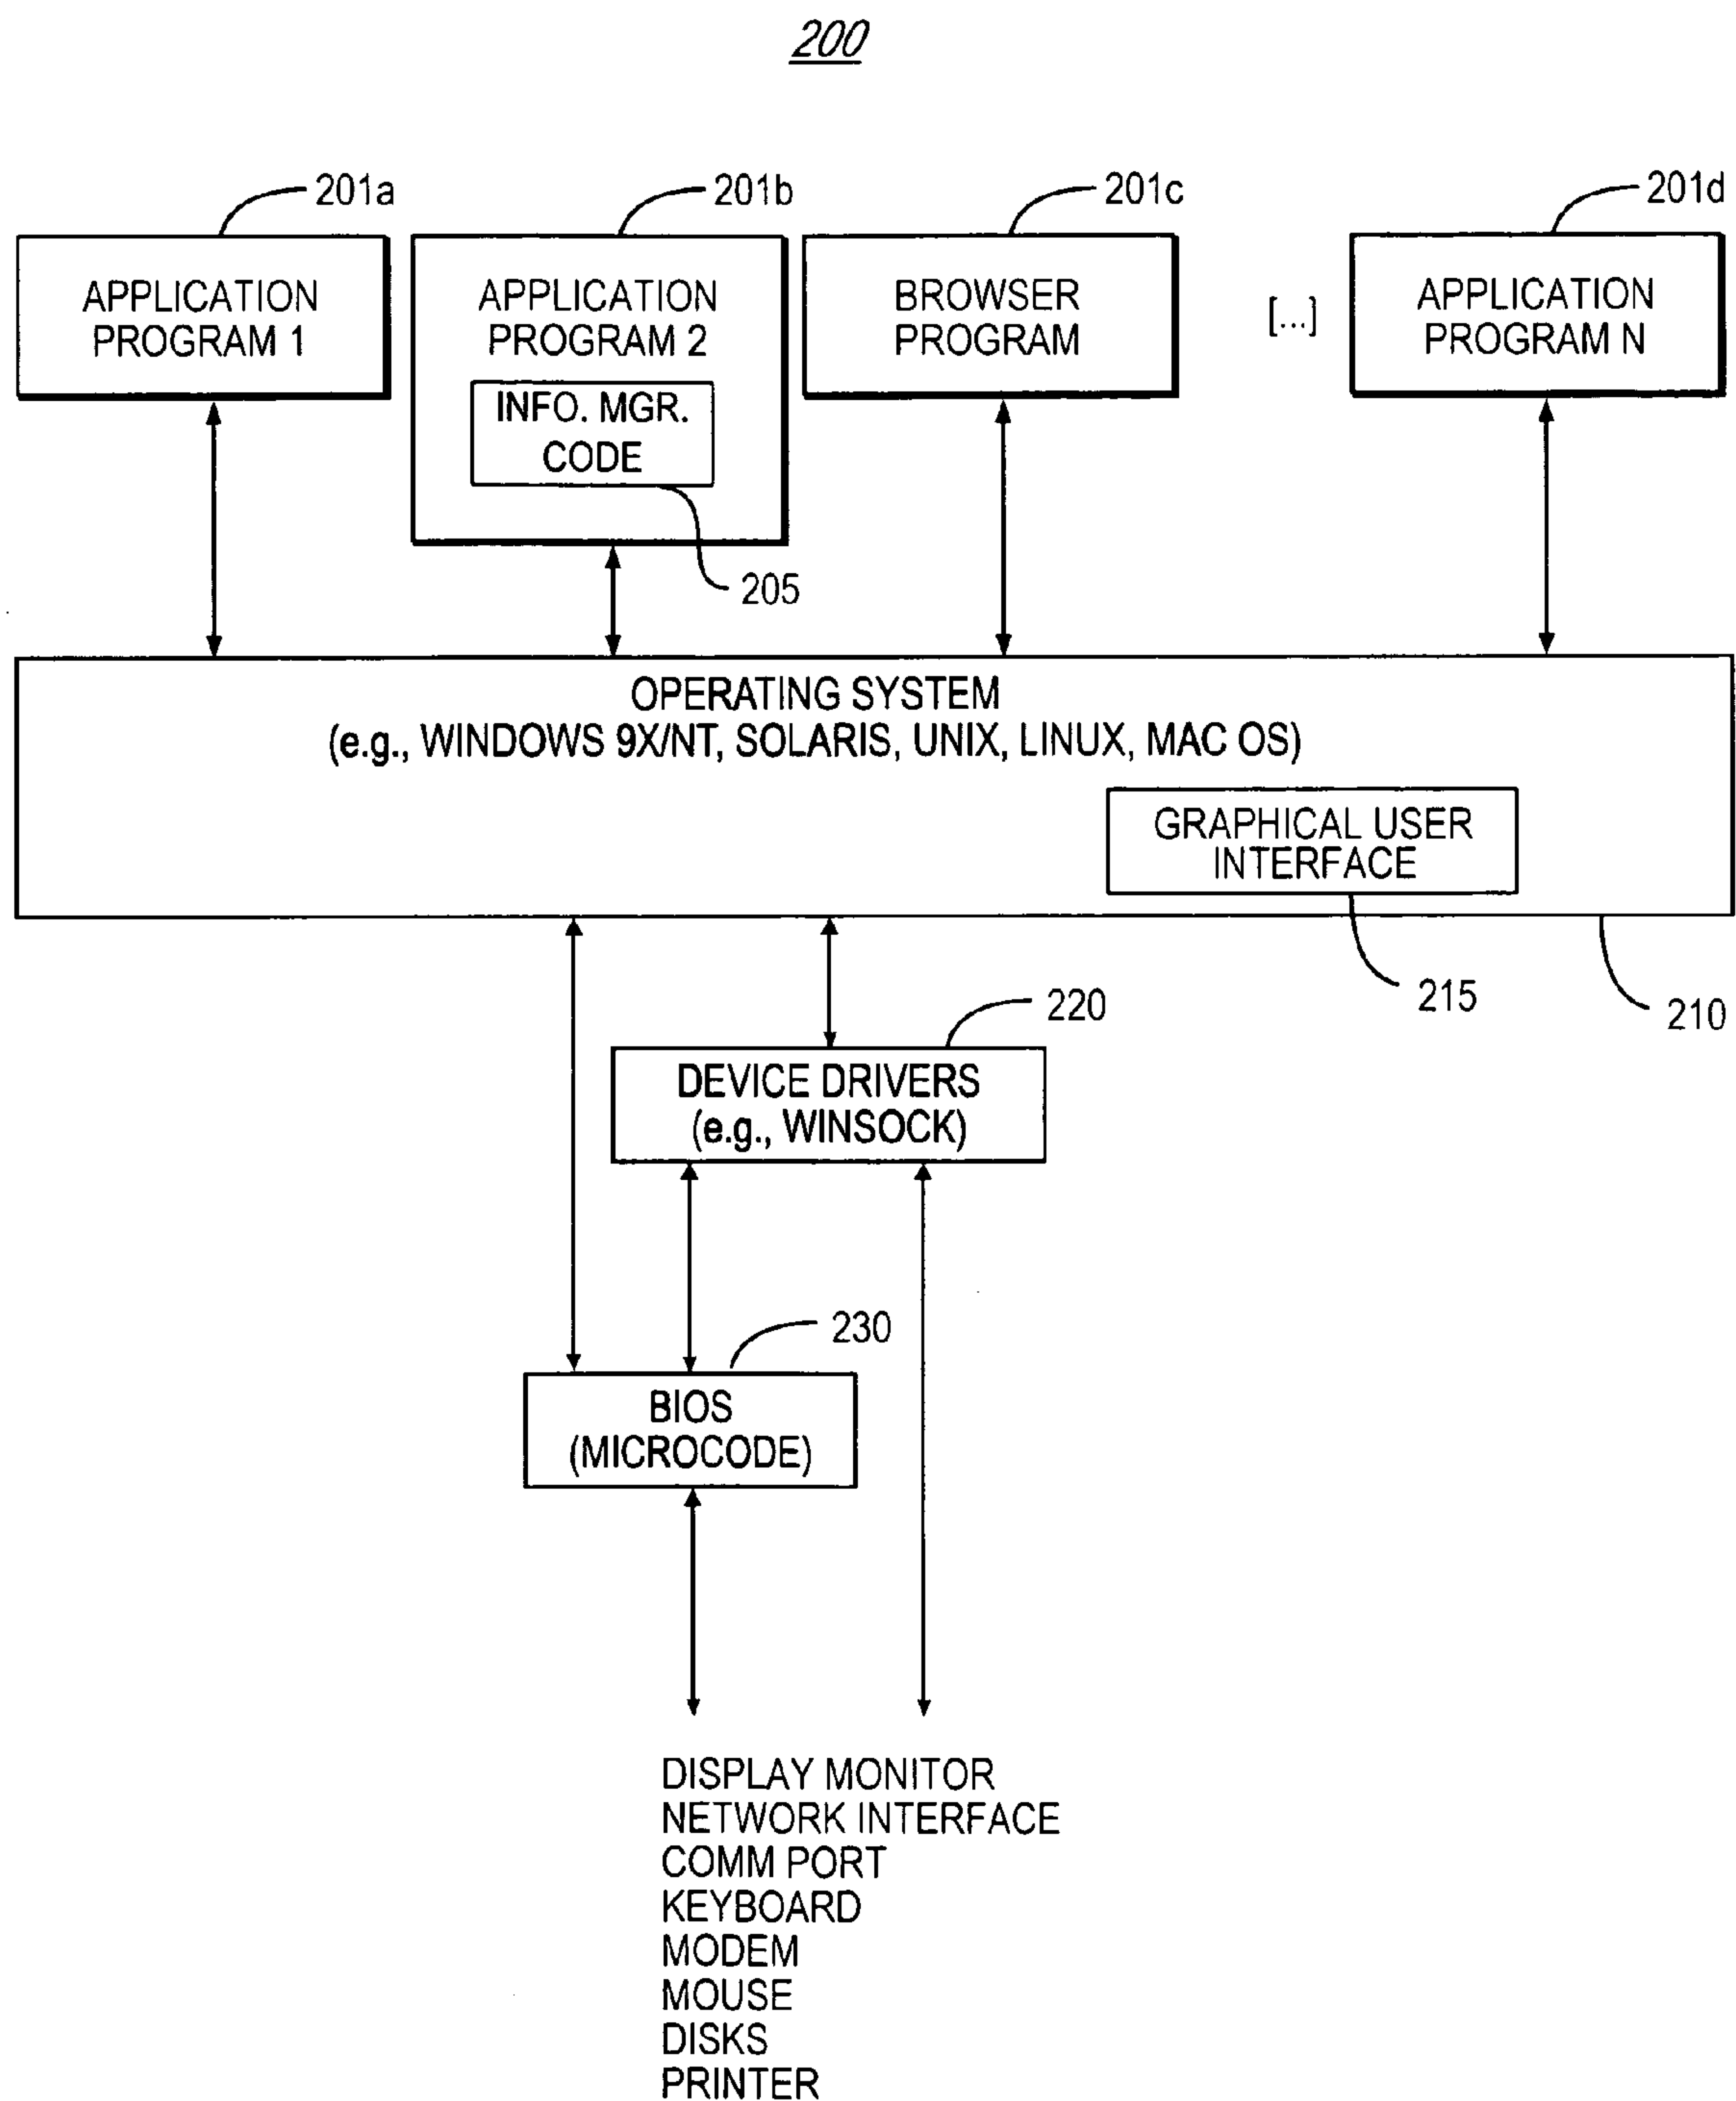 200
201a
201b
201c
201d
APPLICATION
PROGRAM 1
APPLICATION
PROGRAM 2
INFO. MGR.
CODE
205
BROWSER
PROGRAM
[...]
APPLICATION
PROGRAM N
OPERATING SYSTEM
(e.g., WINDOWS 9X/NT, SOLARIS, UNIX, LINUX, MAC OS)
GRAPHICAL USER
INTERFACE
215
210
220
DEVICE DRIVERS
(e.g., WINSOCK)
230
BIOS
(MICROCODE)
DISPLAY MONITOR
NETWORK INTERFACE
COMM PORT
KEYBOARD
MODEM
MOUSE
DISKS
PRINTER